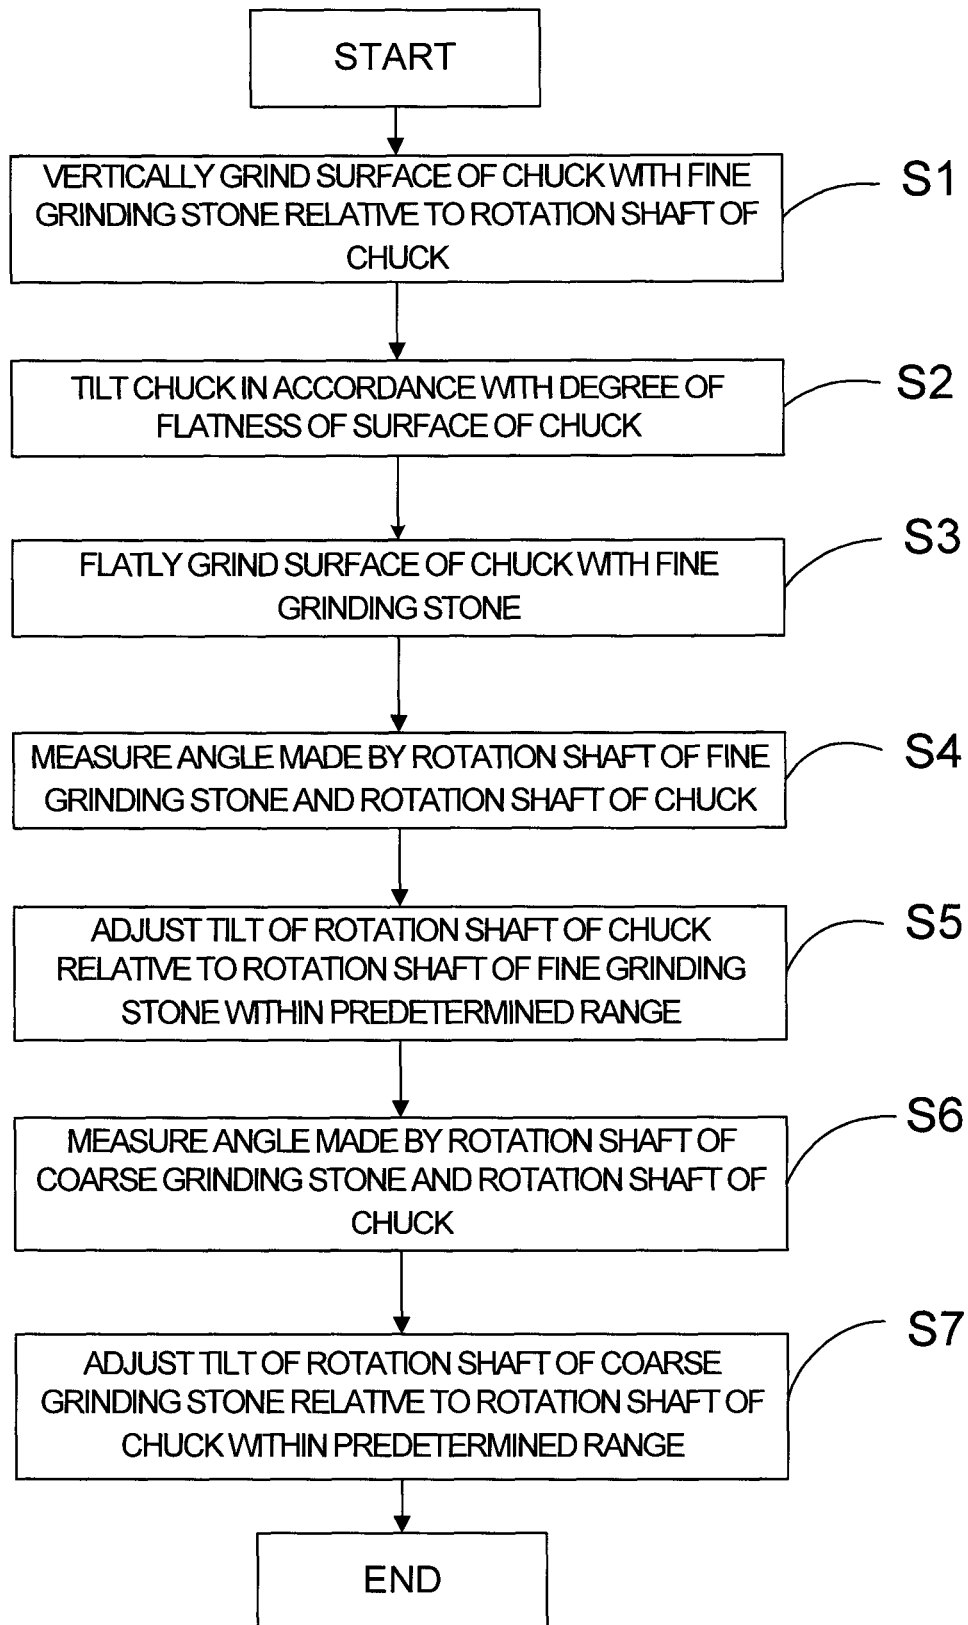 START
VERTICALLY GRIND SURFACE OF CHUCK WITH FINE
GRINDING STONE RELATIVE TO ROTATION SHAFT OF
CHUCK
S1
TILT CHUCK IN ACCORDANCE WITH DEGREE OF
FLATNESS OF SURFACE OF CHUCK
S2
FLATLY GRIND SURFACE OF CHUCK WITH FINE
GRINDING STONE
S3
MEASURE ANGLE MADE BY ROTATION SHAFT OF FINE
GRINDING STONE AND ROTATION SHAFT OF CHUCK
S4
ADJUST TILT OF ROTATION SHAFT OF CHUCK
RELATIVE TO ROTATION SHAFT OF FINE GRINDING
STONE WITHIN PREDETERMINED RANGE
S5
MEASURE ANGLE MADE BY ROTATION SHAFT OF
COARSE GRINDING STONE AND ROTATION SHAFT OF
CHUCK
S6
ADJUST TILT OF ROTATION SHAFT OF COARSE
GRINDING STONE RELATIVE TO ROTATION SHAFT OF
CHUCK WITHIN PREDETERMINED RANGE
S7
END